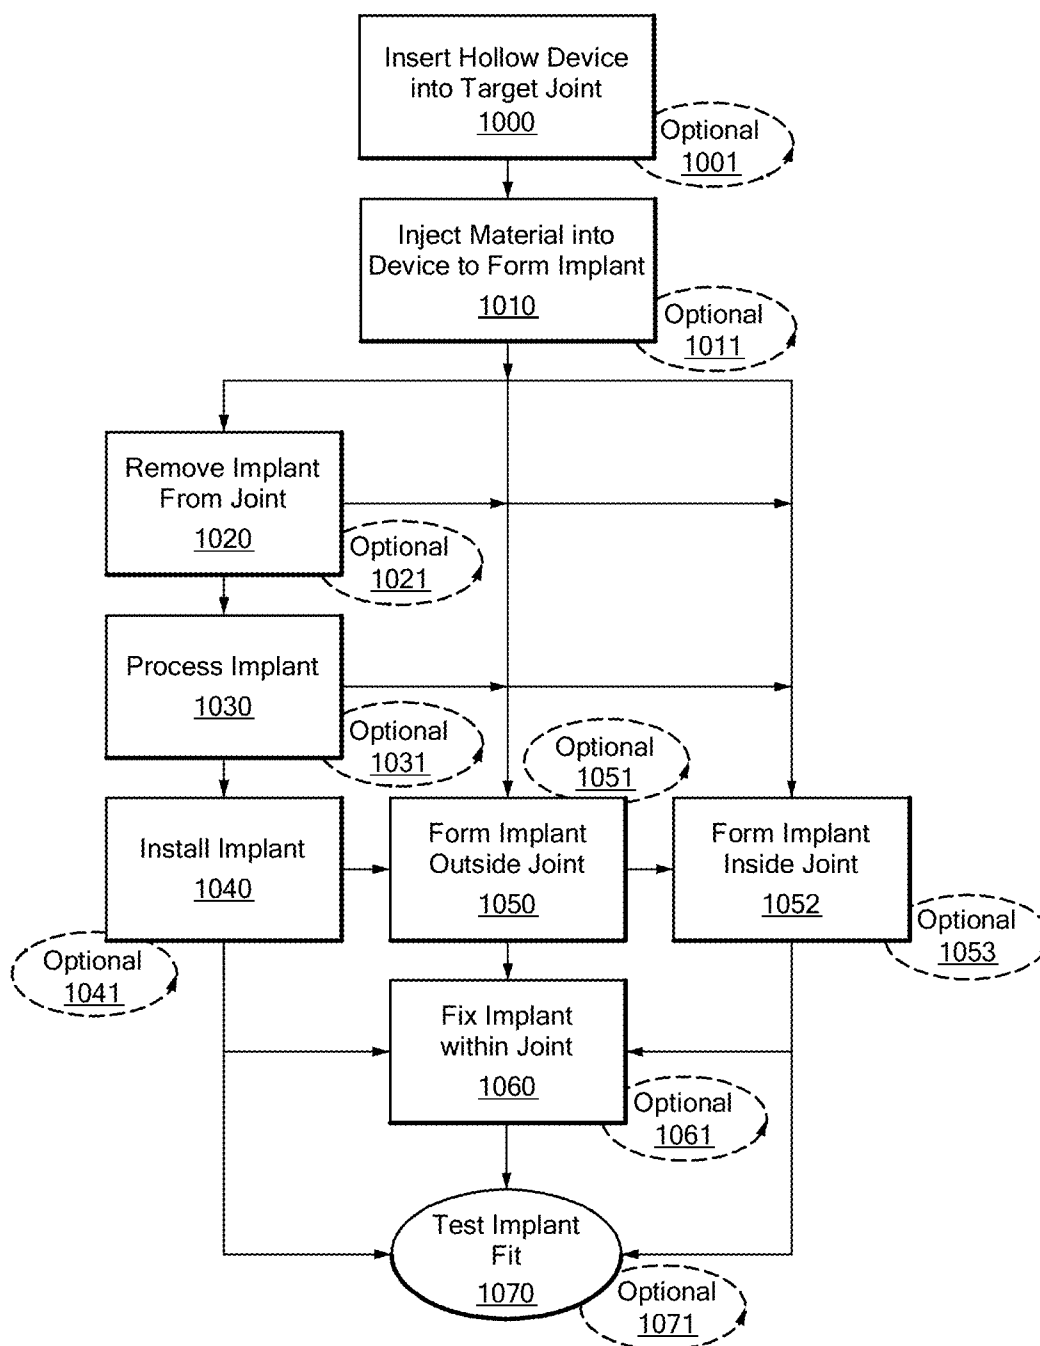 Insert Hollow Device
into Target Joint
1000
Optional
1001
Inject Material into
Device to Form Implant
1010
Optional
1011
Remove Implant
From Joint
1020
Optional
1021
Process Implant
1030
Optional
1031
Optional
1051
Install Implant
1040
Form Implant
Outside Joint
1050
Form Implant
Inside Joint
1052
Optional
1041
Optional
1053
Fix Implant
within Joint
1060
Optional
1061
Test Implant
Fit
1070
Optional
1071